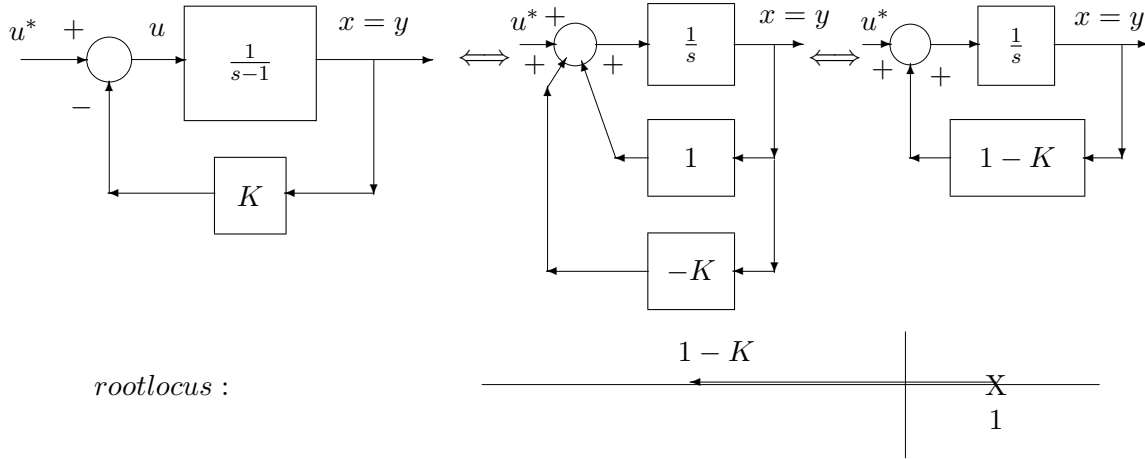 u* + u 1/(s−1) x = y
− K
⟺
u* + + + 1/s x = y
1
−K
⟺
u* + + 1/s x = y
1 − K
rootlocus :
1 − K
X
1